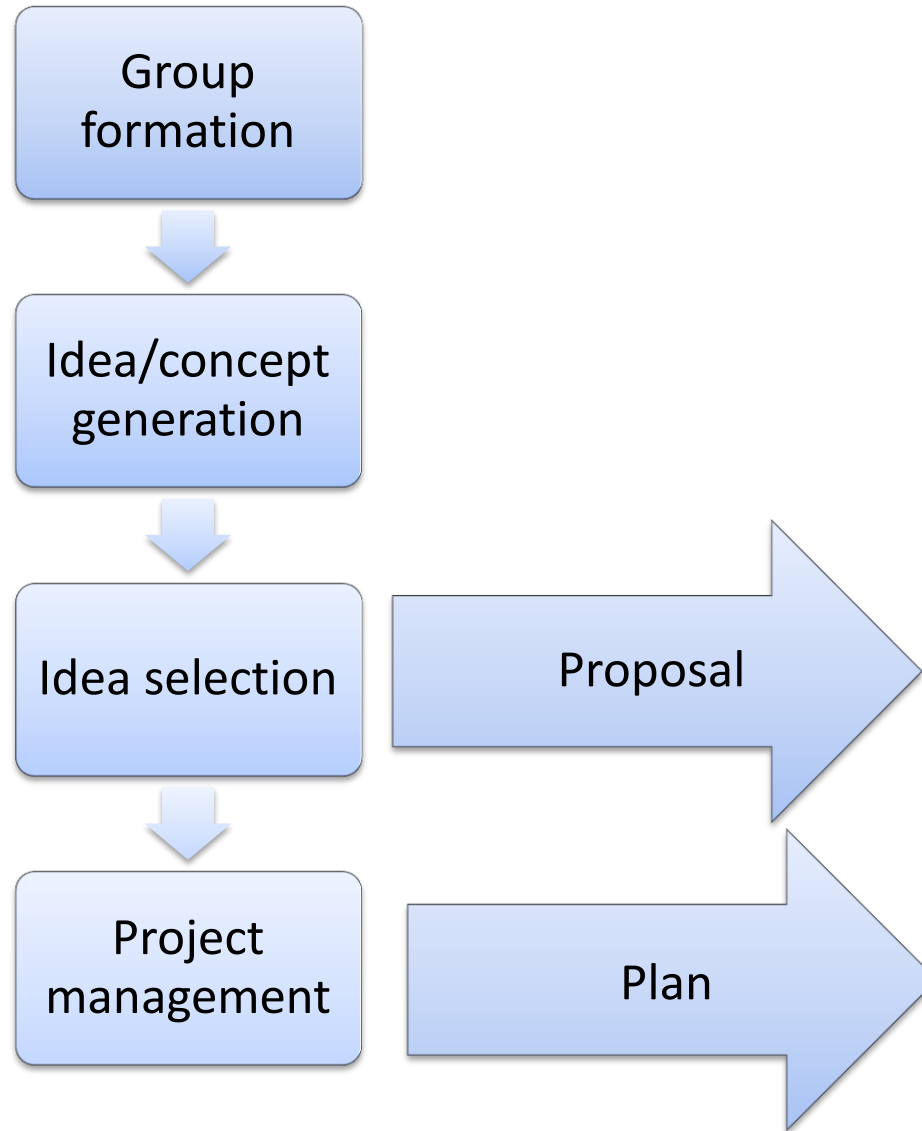 Group
formation
Idea/concept
generation
Idea selection
Proposal
Project
management
Plan